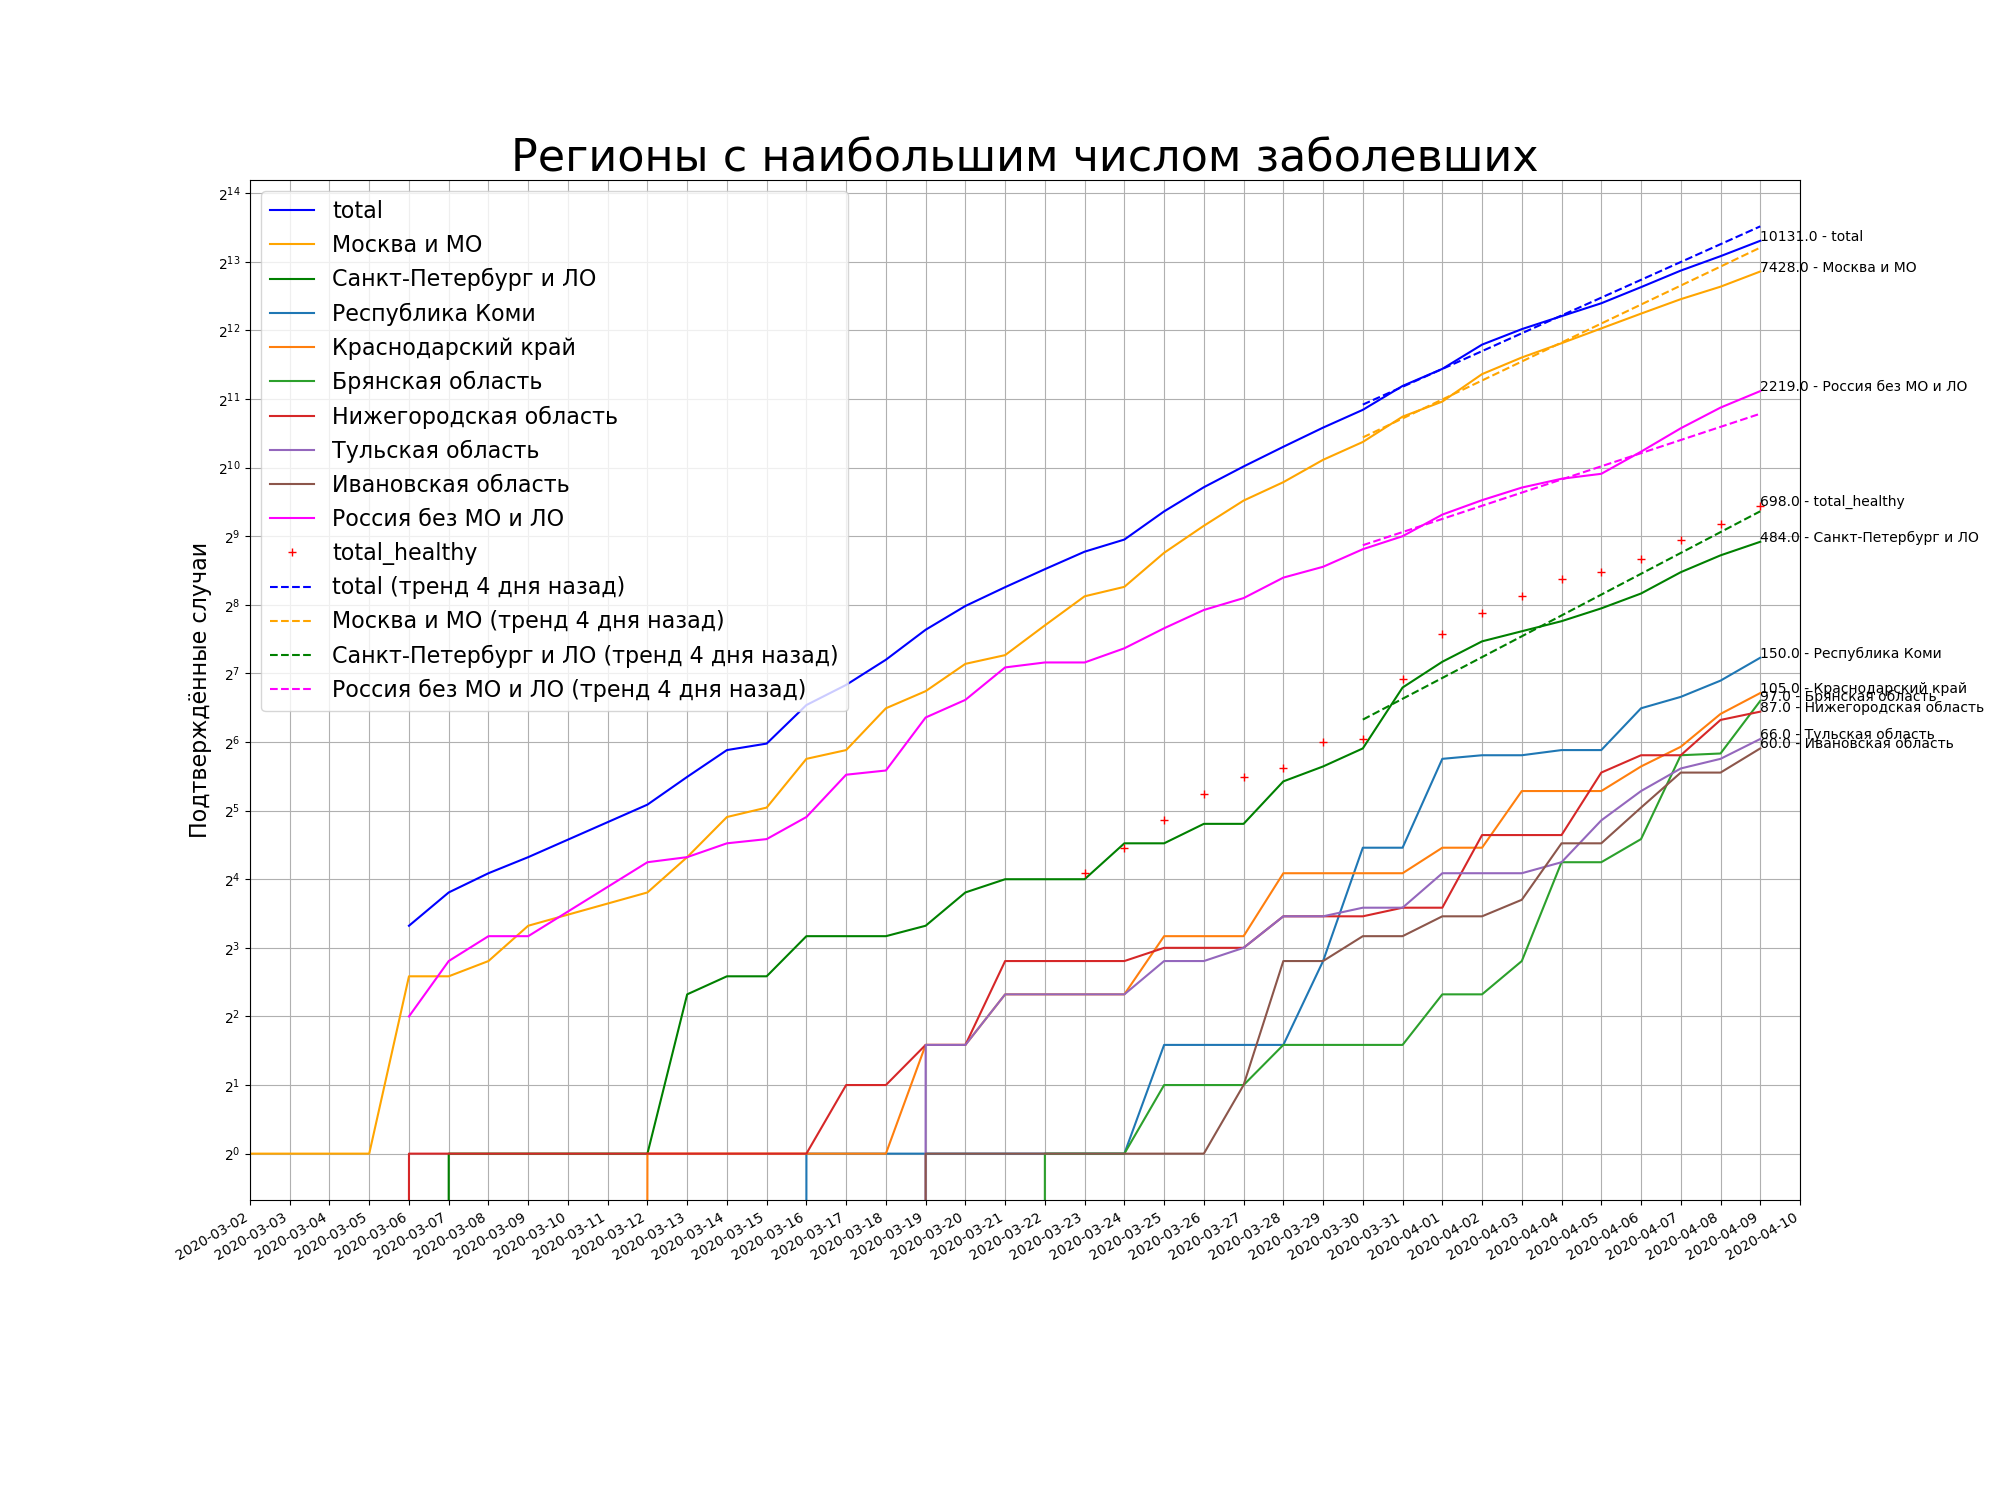 Регионы с наибольшим числом заболевших
Подтверждённые случаи
2^14
2^13
2^12
2^11
2^10
2^9
2^8
2^7
2^6
2^5
2^4
2^3
2^2
2^1
2^0
total
Москва и МО
Санкт-Петербург и ЛО
Республика Коми
Краснодарский край
Брянская область
Нижегородская область
Тульская область
Ивановская область
Россия без МО и ЛО
total_healthy
total (тренд 4 дня назад)
Москва и МО (тренд 4 дня назад)
Санкт-Петербург и ЛО (тренд 4 дня назад)
Россия без МО и ЛО (тренд 4 дня назад)
10131.0 - total
7428.0 - Москва и МО
2219.0 - Россия без МО и ЛО
698.0 - total_healthy
484.0 - Санкт-Петербург и ЛО
150.0 - Республика Коми
105.0 - Краснодарский край
97.0 - Брянская область
87.0 - Нижегородская область
66.0 - Тульская область
60.0 - Ивановская область
2020-03-02
2020-03-03
2020-03-04
2020-03-05
2020-03-06
2020-03-07
2020-03-08
2020-03-09
2020-03-10
2020-03-11
2020-03-12
2020-03-13
2020-03-14
2020-03-15
2020-03-16
2020-03-17
2020-03-18
2020-03-19
2020-03-20
2020-03-21
2020-03-22
2020-03-23
2020-03-24
2020-03-25
2020-03-26
2020-03-27
2020-03-28
2020-03-29
2020-03-30
2020-03-31
2020-04-01
2020-04-02
2020-04-03
2020-04-04
2020-04-05
2020-04-06
2020-04-07
2020-04-08
2020-04-09
2020-04-10